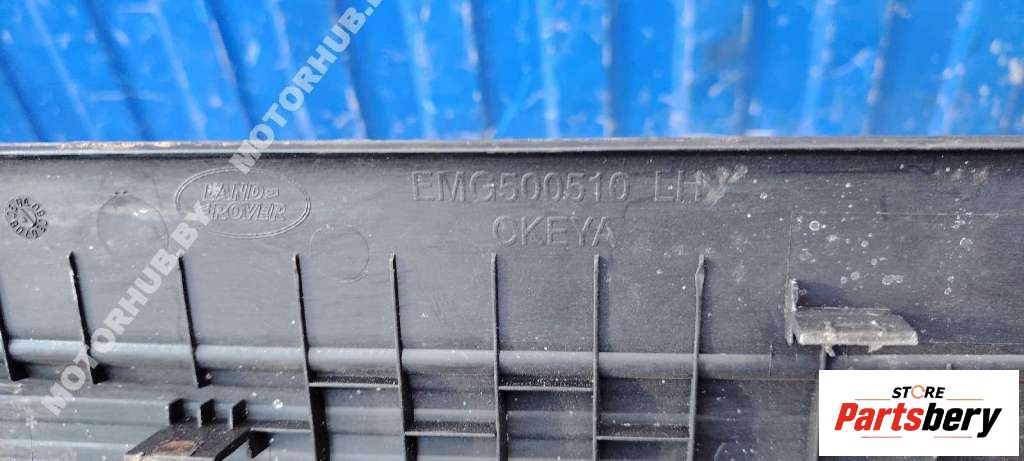 MOTORHUB.BY
MOTORHUB.BY
LAND
ROVER
EMG500510 LH
CKEYA
STORE
Partsbery